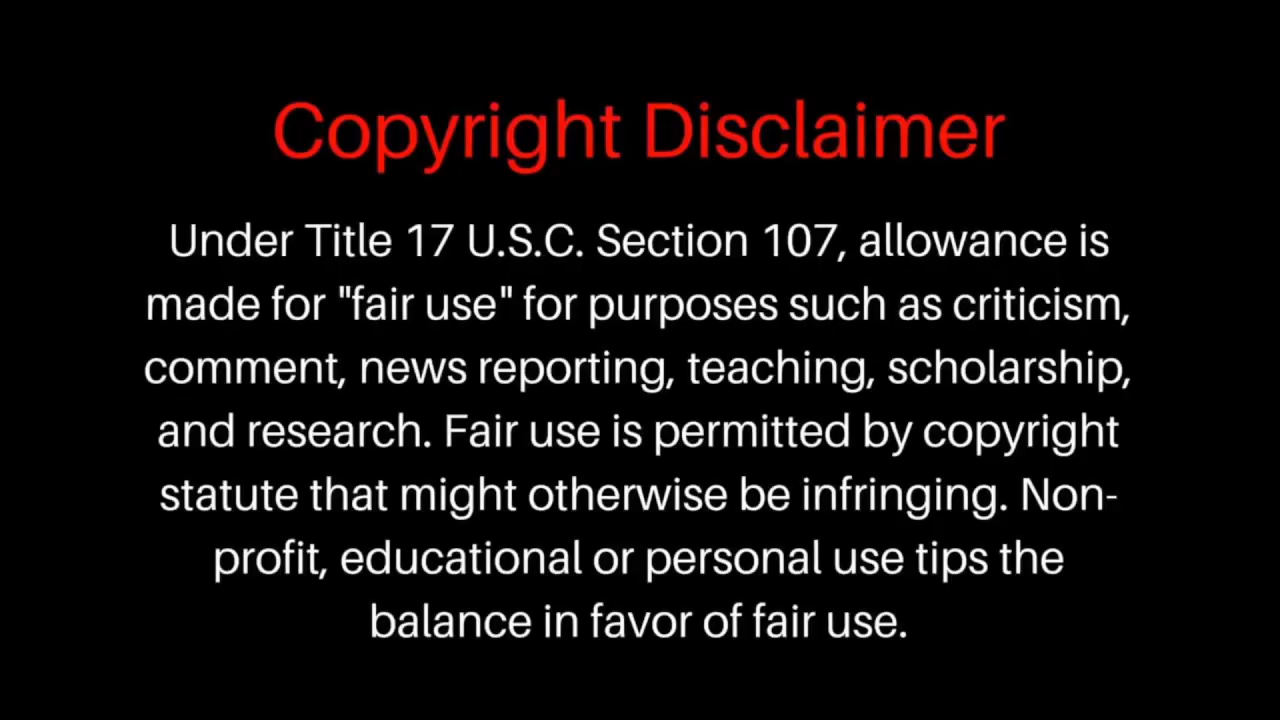 Copyright Disclaimer
Under Title 17 U.S.C. Section 107, allowance is
made for "fair use" for purposes such as criticism,
comment, news reporting, teaching, scholarship,
and research. Fair use is permitted by copyright
statute that might otherwise be infringing. Non-
profit, educational or personal use tips the
balance in favor of fair use.